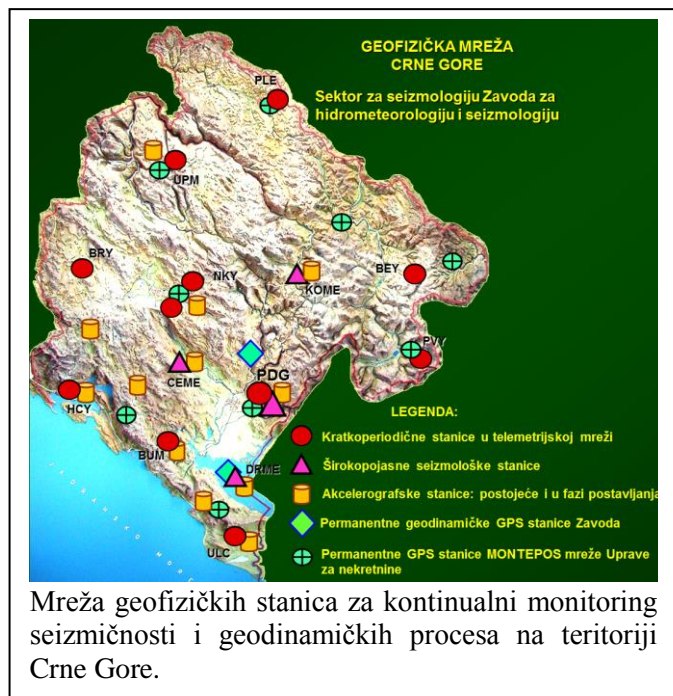 GEOFIZIČKA MREŽA
CRNE GORE
Sektor za seizmologiju Zavoda za
hidrometeorologiju i seizmologiju
PLE
UPM
BRY
NKY
KOME
BEY
PVY
CEME
PDG
HCY
BUM
DRME
ULC
JADRANSKO MORE
LEGENDA:
Kratkoperiodične stanice u telemetrijskoj mreži
Širokopojasne seizmološke stanice
Akcelerografske stanice: postojeće i u fazi postavljanja
Permanentne geodinamičke GPS stanice Zavoda
Permanentne GPS stanice MONTEPOS mreže Uprave
za nekretnine
Mreža geofizičkih stanica za kontinualni monitoring
seizmičnosti i geodinamičkih procesa na teritoriji
Crne Gore.